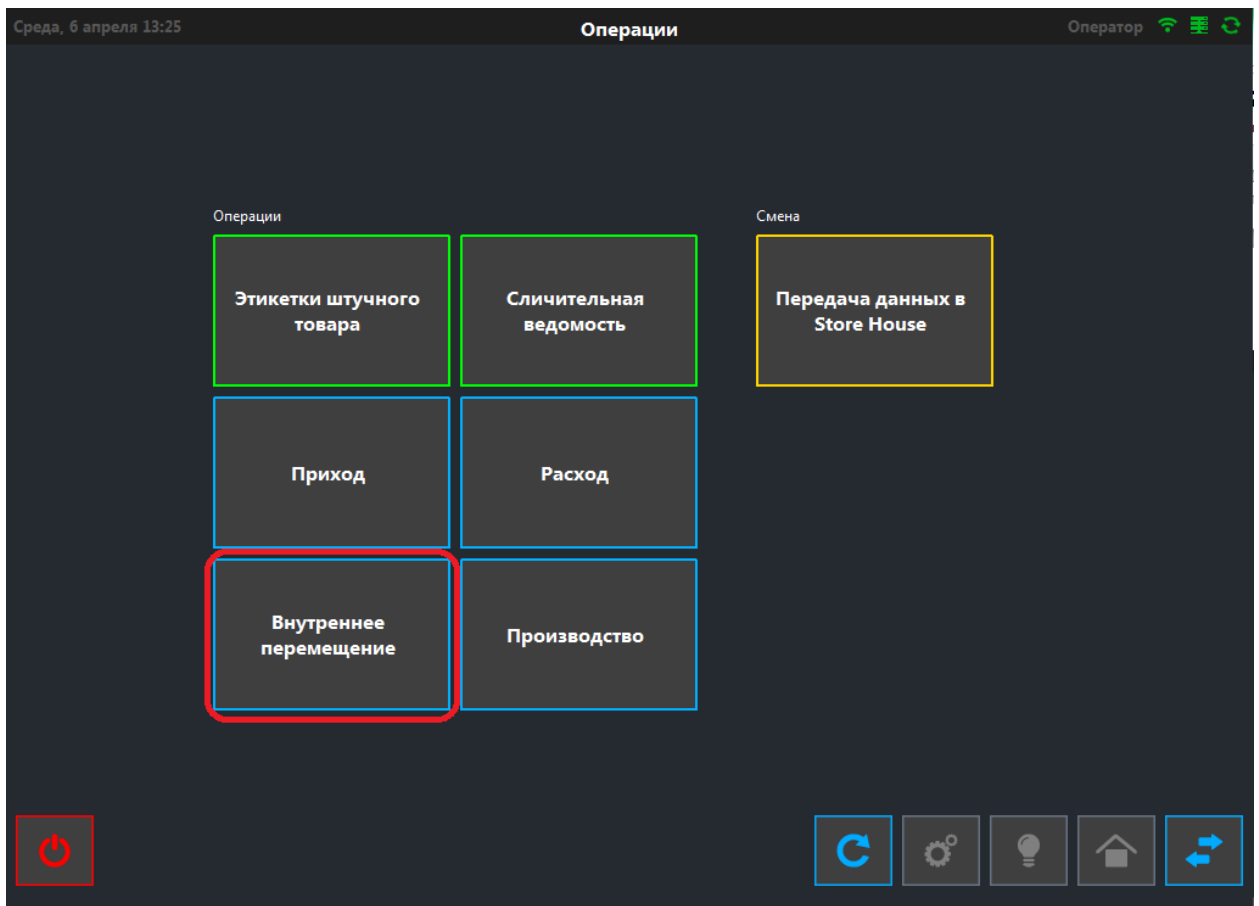 Среда, 6 апреля 13:25
Операции
Оператор
Операции
Смена
Этикетки штучного
товара
Сличительная
ведомость
Передача данных в
Store House
Приход
Расход
Внутреннее
перемещение
Производство